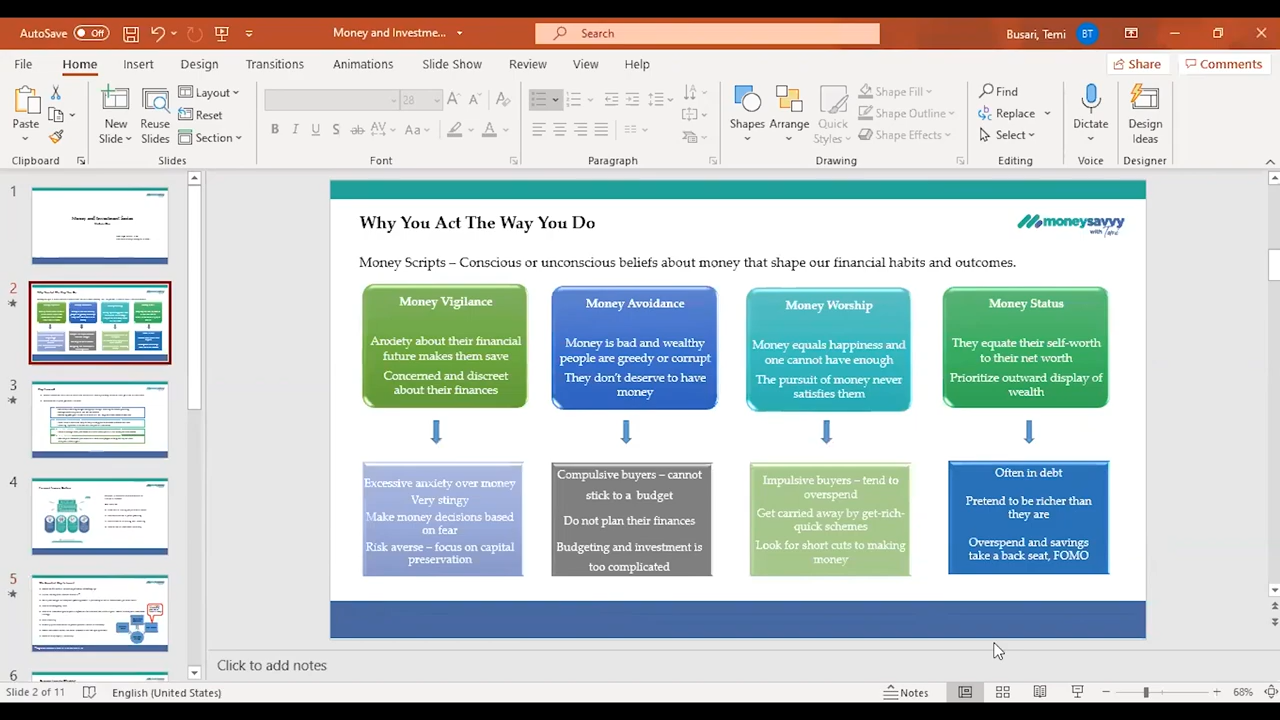 AutoSave Off Money and Investme... Search Busari, Temi BT
File Home Insert Design Transitions Animations Slide Show Review View Help Share Comments
Paste New Slide Reuse Slides Layout Reset Section 28 B I U S ab AV Aa A Shapes Arrange Quick Styles Shape Fill Shape Outline Shape Effects Find Replace Select Dictate Design Ideas
Clipboard Slides Font Paragraph Drawing Editing Voice Designer
1
2
3
4
5
6
Why You Act The Way You Do
moneysavvy
with Temi
Money Scripts – Conscious or unconscious beliefs about money that shape our financial habits and outcomes.
Money Vigilance
Anxiety about their financial
future makes them save
Concerned and discreet
about their finances
Money Avoidance
Money is bad and wealthy
people are greedy or corrupt
They don't deserve to have
money
Money Worship
Money equals happiness and
one cannot have enough
The pursuit of money never
satisfies them
Money Status
They equate their self-worth
to their net worth
Prioritize outward display of
wealth
Excessive anxiety over money
Very stingy
Make money decisions based
on fear
Risk averse – focus on capital
preservation
Compulsive buyers – cannot
stick to a budget
Do not plan their finances
Budgeting and investment is
too complicated
Impulsive buyers – tend to
overspend
Get carried away by get-rich-
quick schemes
Look for short cuts to making
money
Often in debt
Pretend to be richer than
they are
Overspend and savings
take a back seat, FOMO
Click to add notes
Slide 2 of 11 English (United States) Notes 68%